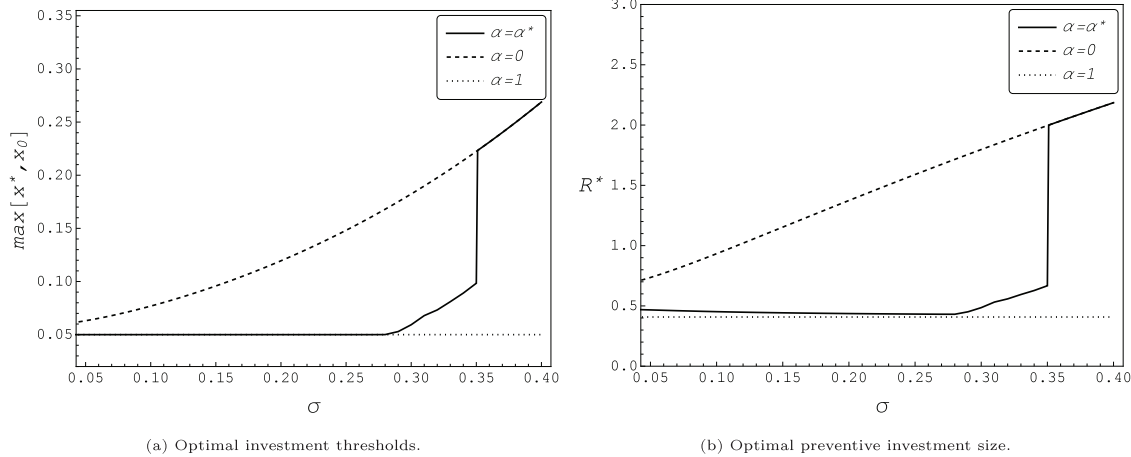 max[x*,x0]
0.35
0.30
0.25
0.20
0.15
0.10
0.05
α=α*
α=0
α=1
0.05 0.10 0.15 0.20 0.25 0.30 0.35 0.40
σ
(a) Optimal investment thresholds.
R*
3.0
2.5
2.0
1.5
1.0
0.5
0.0
α=α*
α=0
α=1
0.05 0.10 0.15 0.20 0.25 0.30 0.35 0.40
σ
(b) Optimal preventive investment size.